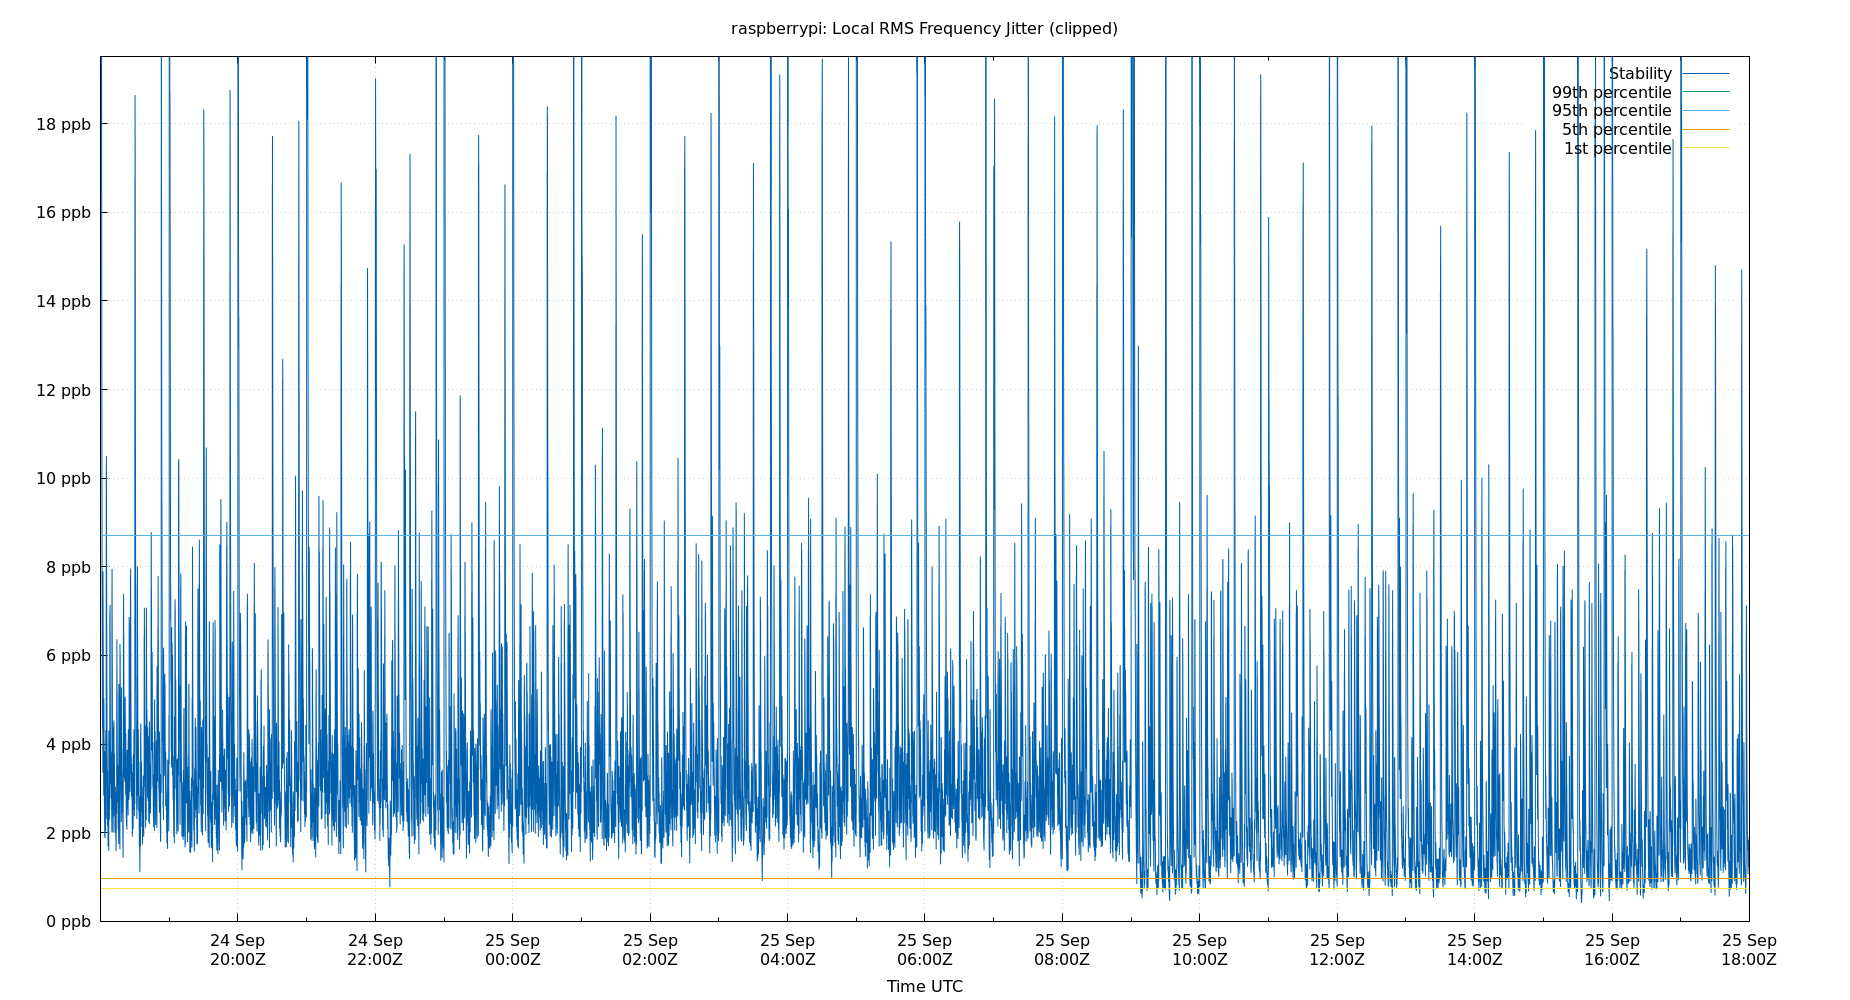 raspberrypi: Local RMS Frequency Jitter (clipped)
Stability
99th percentile
95th percentile
5th percentile
1st percentile
18 ppb
16 ppb
14 ppb
12 ppb
10 ppb
8 ppb
6 ppb
4 ppb
2 ppb
0 ppb
24 Sep 24 Sep 25 Sep 25 Sep 25 Sep 25 Sep 25 Sep 25 Sep 25 Sep 25 Sep 25 Sep 25 Sep
20:00Z 22:00Z 00:00Z 02:00Z 04:00Z 06:00Z 08:00Z 10:00Z 12:00Z 14:00Z 16:00Z 18:00Z
Time UTC